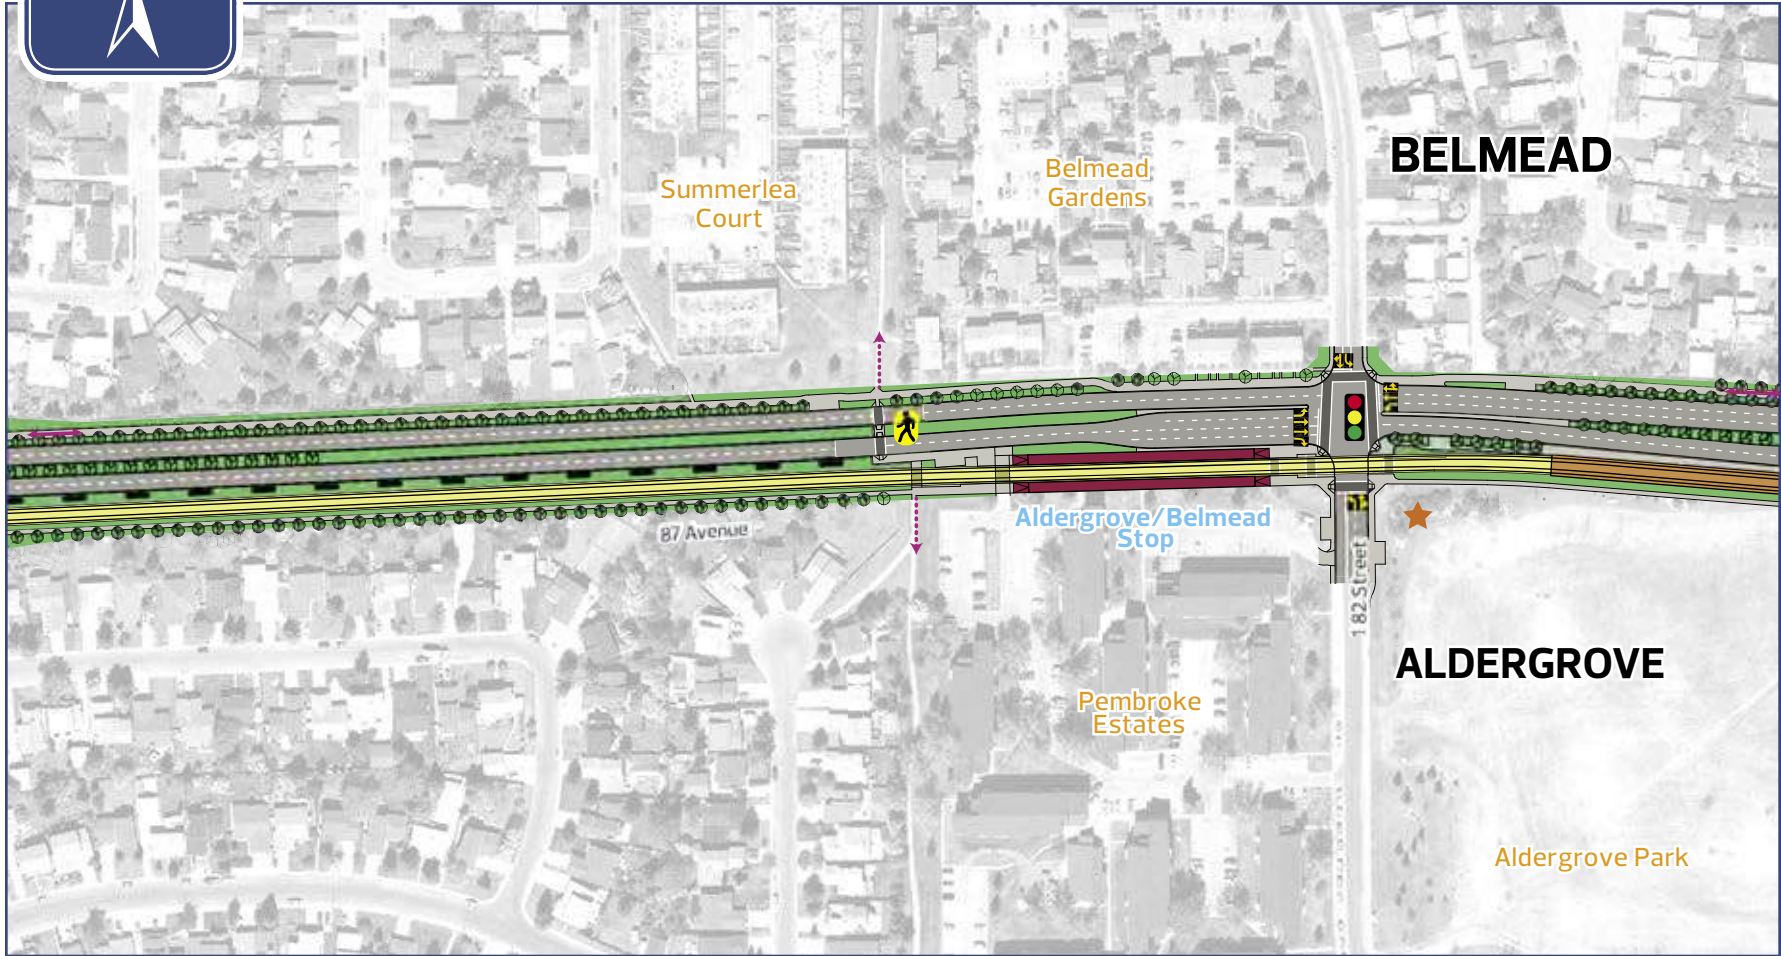 BELMEAD
Belmead
Gardens
Summerlea
Court
Aldergrove/Belmead
Stop
87 Avenue
182 Street
ALDERGROVE
Pembroke
Estates
Aldergrove Park